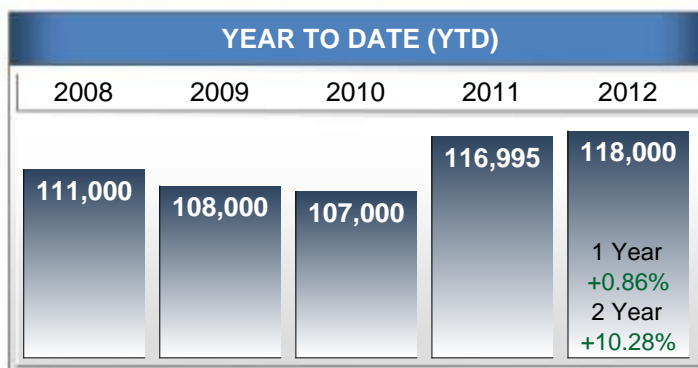 YEAR TO DATE (YTD)
2008 2009 2010 2011 2012
111,000 108,000 107,000 116,995 118,000
1 Year
+0.86%
2 Year
+10.28%